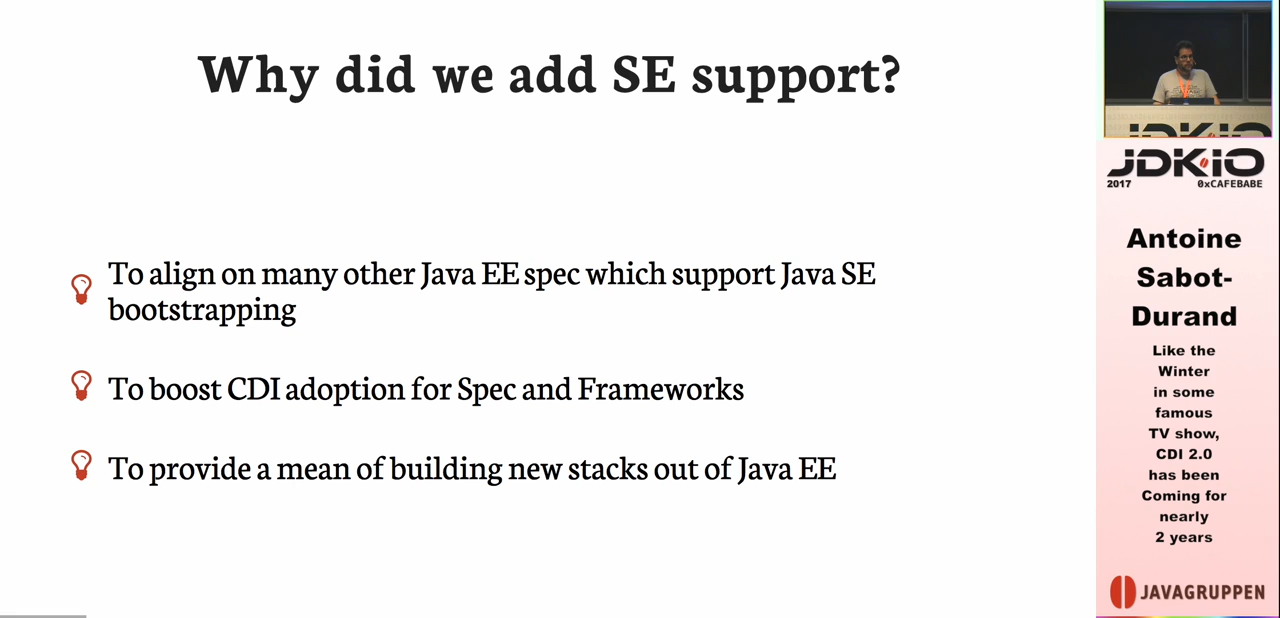 Why did we add SE support?
To align on many other Java EE spec which support Java SE
bootstrapping
To boost CDI adoption for Spec and Frameworks
To provide a mean of building new stacks out of Java EE
JDK IO
JDK IO
2017 0xCAFEBABE
Antoine
Sabot-
Durand
Like the
Winter
in some
famous
TV show,
CDI 2.0
has been
Coming for
nearly
2 years
JAVAGRUPPEN